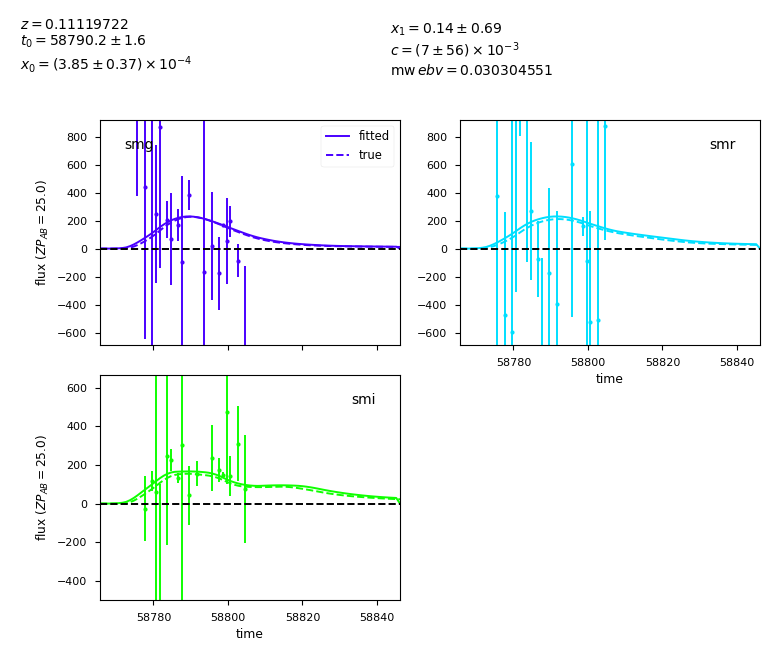 z = 0.11119722
t₀ = 58790.2 ± 1.6
x₀ = (3.85 ± 0.37) × 10⁻⁴
x₁ = 0.14 ± 0.69
c = (7 ± 56) × 10⁻³
mw ebv = 0.030304551
smg
fitted
true
800
600
400
200
0
−200
−400
−600
flux (ZP_AB = 25.0)
smr
800
600
400
200
0
−200
−400
−600
58780 58800 58820 58840
time
smi
600
400
200
0
−200
−400
flux (ZP_AB = 25.0)
58780 58800 58820 58840
time